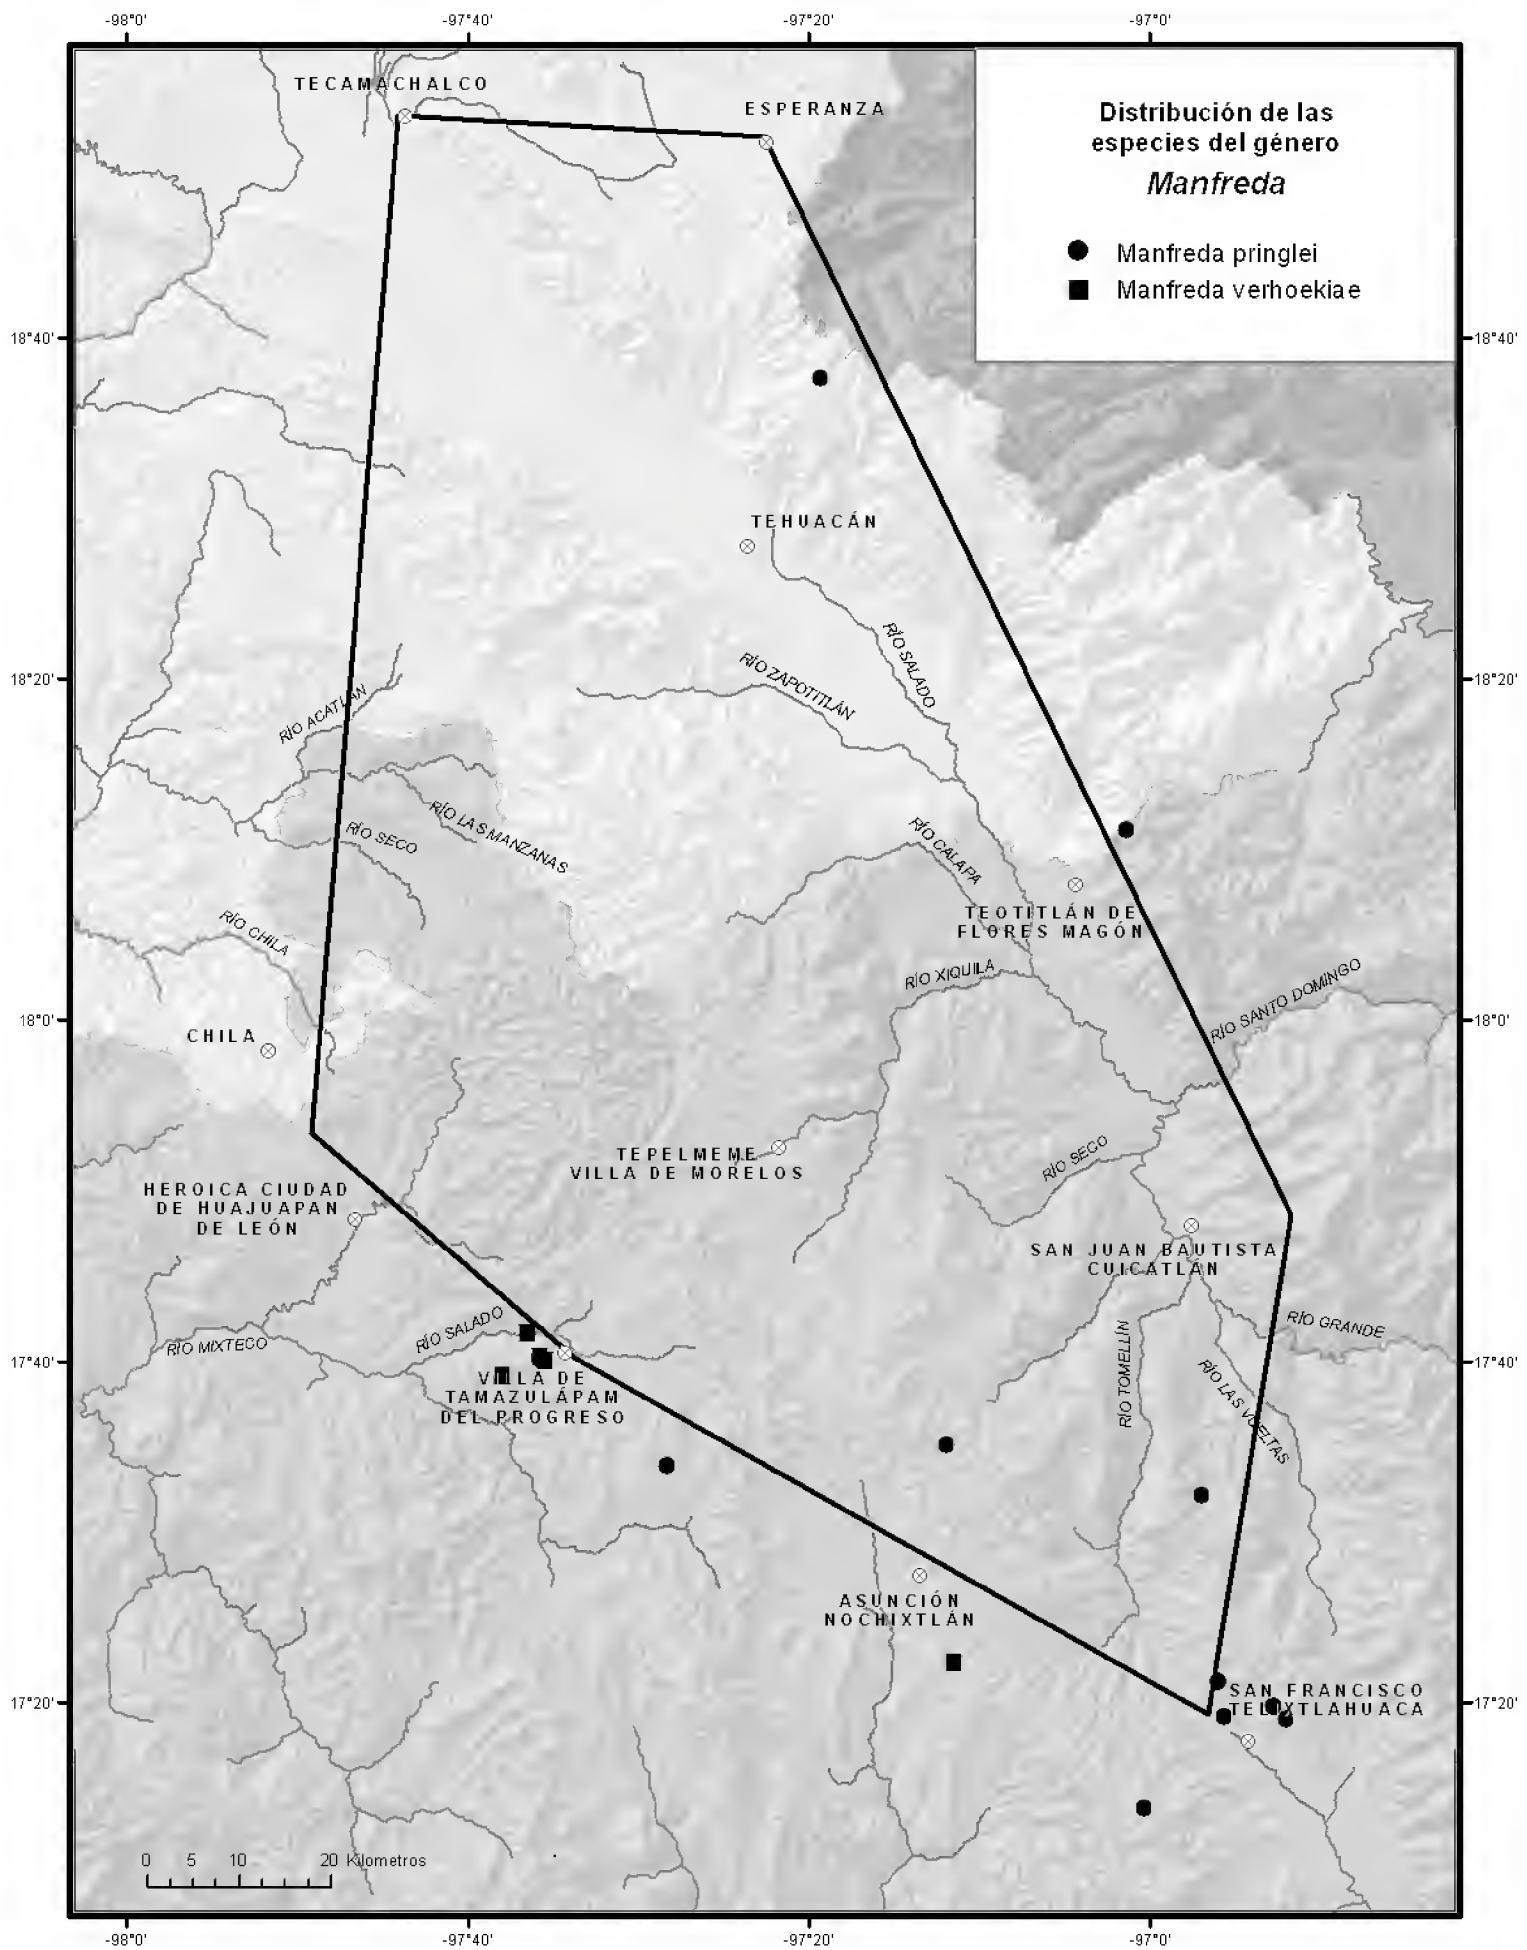 -98°0'
-97°40'
-97°20'
-97°0'
TECAMACHALCO
ESPERANZA
Distribución de las
especies del género
Manfreda
Manfreda pringlei
Manfreda verhoekiae
18°40'
18°40'
TEHUACÁN
RÍO SALADO
RÍO ZAPOTITLÁN
18°20'
18°20'
RÍO ACATLÁN
RÍO LAS MANZANAS
RÍO SECO
RÍO CALAPA
TEOTITLÁN DE
FLORES MAGÓN
RÍO CHILA
RÍO XIQUILA
RÍO SANTO DOMINGO
18°0'
18°0'
CHILA
RÍO SECO
TEPELMEME
VILLA DE MORELOS
HEROICA CIUDAD
DE HUAJUAPAN
DE LEÓN
SAN JUAN BAUTISTA
CUICATLÁN
RÍO GRANDE
RÍO SALADO
RÍO MIXTECO
RÍO TOMELLÍN
17°40'
17°40'
RÍO LAS VUELTAS
VILLA DE
TAMAZULÁPAM
DEL PROGRESO
ASUNCIÓN
NOCHIXTLÁN
17°20'
17°20'
SAN FRANCISCO
TELIXTLAHUACA
0 5 10 20 Kilometros
-98°0'
-97°40'
-97°20'
-97°0'